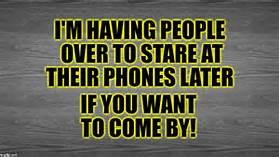 I'M HAVING PEOPLE
OVER TO STARE AT
THEIR PHONES LATER
IF YOU WANT
TO COME BY!
imgflip.com